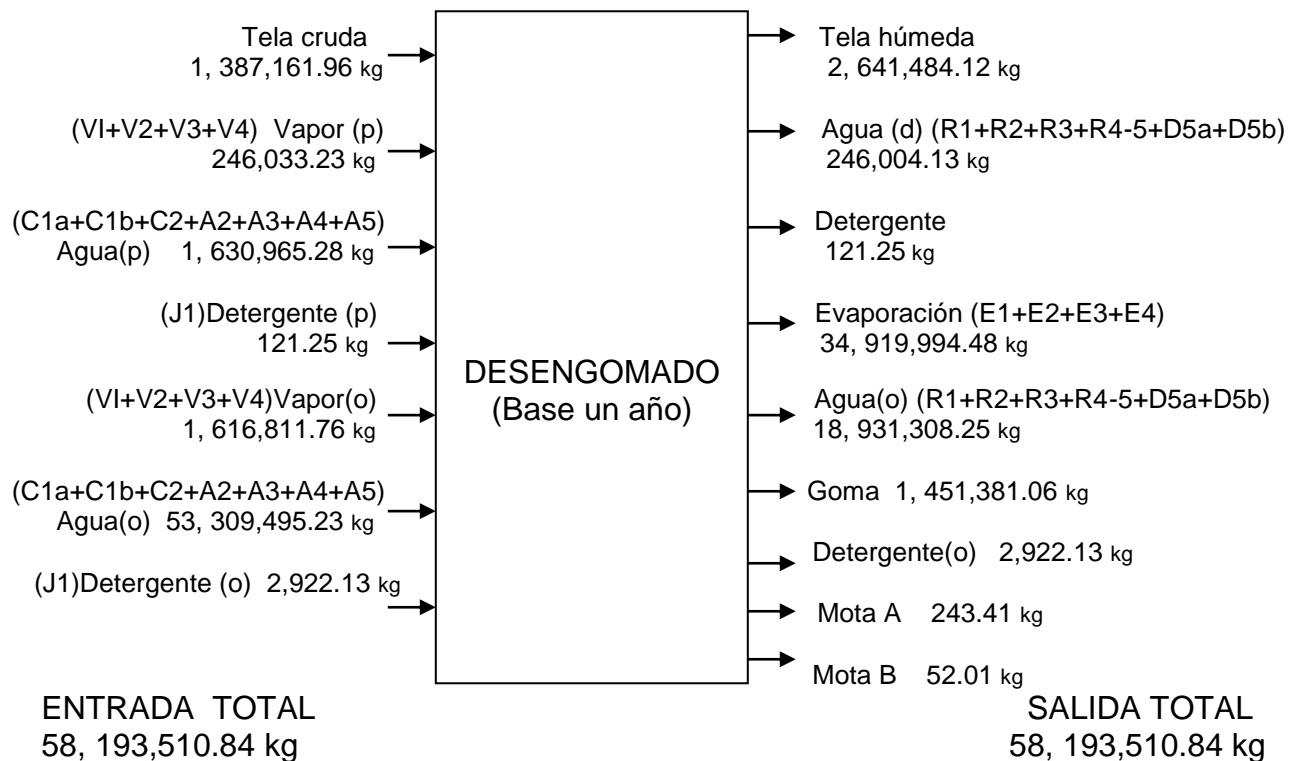 Tela cruda
1, 387,161.96 kg
(VI+V2+V3+V4) Vapor (p)
246,033.23 kg
(C1a+C1b+C2+A2+A3+A4+A5)
Agua(p) 1, 630,965.28 kg
(J1)Detergente (p)
121.25 kg
(VI+V2+V3+V4)Vapor(o)
1, 616,811.76 kg
(C1a+C1b+C2+A2+A3+A4+A5)
Agua(o) 53, 309,495.23 kg
(J1)Detergente (o) 2,922.13 kg
ENTRADA TOTAL
58, 193,510.84 kg
DESENGOMADO
(Base un año)
Tela húmeda
2, 641,484.12 kg
Agua (d) (R1+R2+R3+R4-5+D5a+D5b)
246,004.13 kg
Detergente
121.25 kg
Evaporación (E1+E2+E3+E4)
34, 919,994.48 kg
Agua(o) (R1+R2+R3+R4-5+D5a+D5b)
18, 931,308.25 kg
Goma 1, 451,381.06 kg
Detergente(o) 2,922.13 kg
Mota A 243.41 kg
Mota B 52.01 kg
SALIDA TOTAL
58, 193,510.84 kg